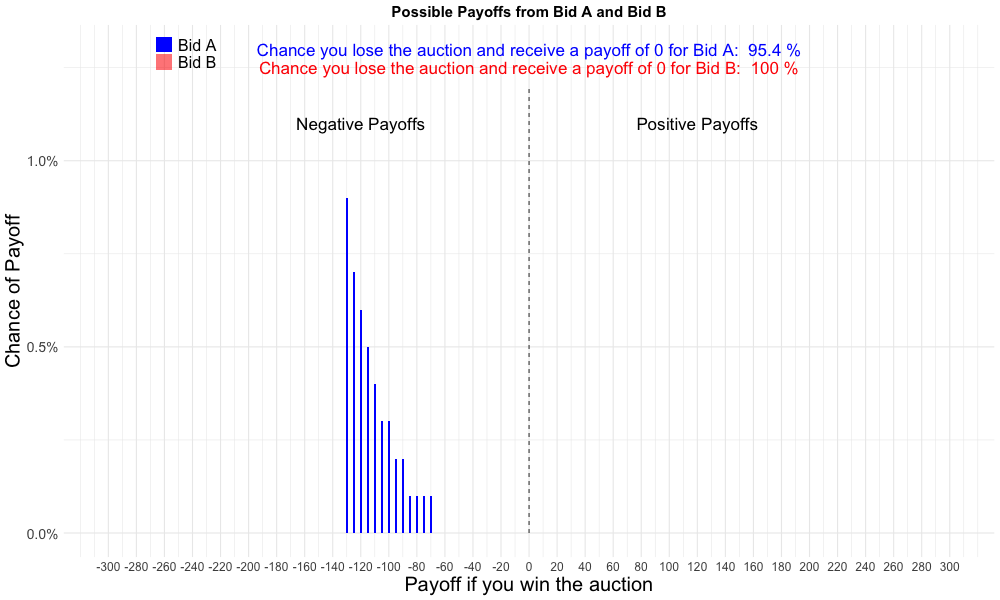 Possible Payoffs from Bid A and Bid B
Bid A
Bid B
Chance you lose the auction and receive a payoff of 0 for Bid A:  95.4 %
Chance you lose the auction and receive a payoff of 0 for Bid B:  100 %
Negative Payoffs
Positive Payoffs
Chance of Payoff
1.0%
0.5%
0.0%
-300 -280 -260 -240 -220 -200 -180 -160 -140 -120 -100 -80 -60 -40 -20 0 20 40 60 80 100 120 140 160 180 200 220 240 260 280 300
Payoff if you win the auction